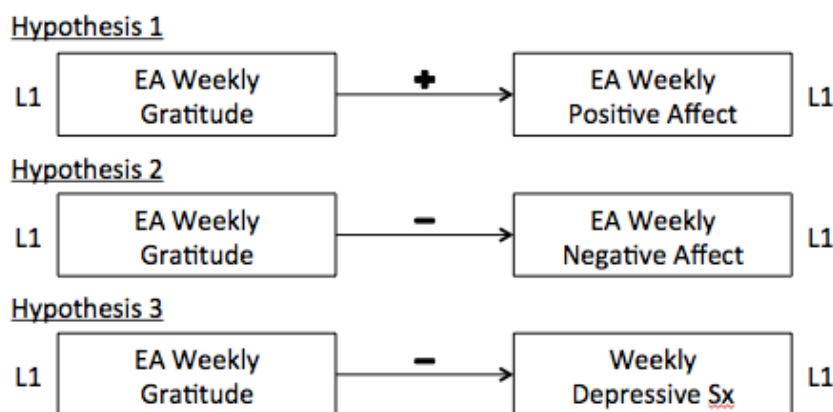 Hypothesis 1
L1 EA Weekly Gratitude + EA Weekly Positive Affect L1
Hypothesis 2
L1 EA Weekly Gratitude - EA Weekly Negative Affect L1
Hypothesis 3
L1 EA Weekly Gratitude - Weekly Depressive Sx L1